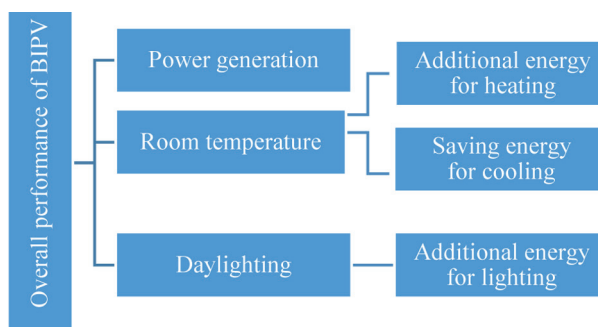 Overall performance of BIPV
Power generation
Room temperature
Daylighting
Additional energy
for heating
Saving energy
for cooling
Additional energy
for lighting